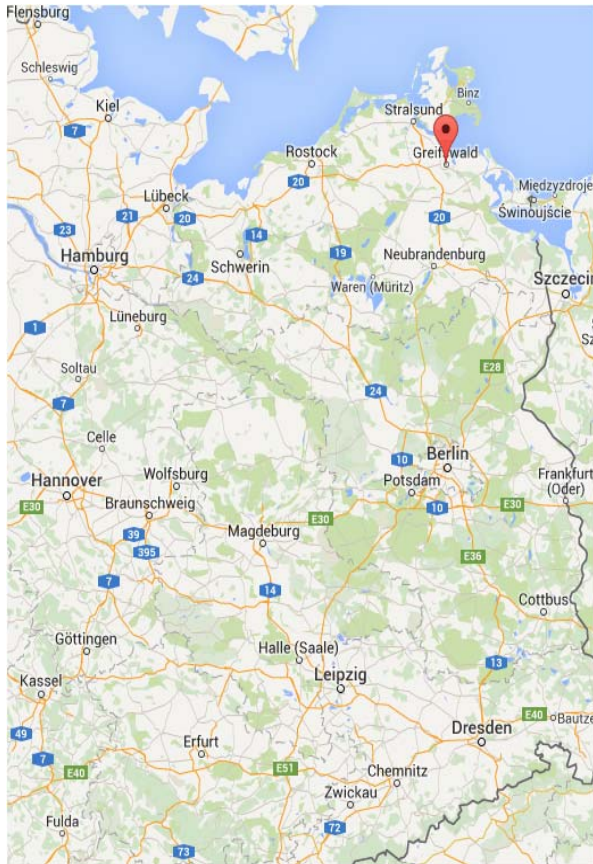 Flensburg
Schleswig
Kiel
7
Binz
Stralsund
Greifswald
Rostock
20
Międzyzdroje
Świnoujście
Lübeck
21
20
23
14
19
20
Hamburg
Schwerin
24
Neubrandenburg
Waren (Müritz)
Szczecin
1
Lüneburg
Sz
Soltau
E28
7
24
Celle
10
Berlin
Hannover
Wolfsburg
Potsdam
Frankfurt
(Oder)
E30
Braunschweig
10
E30
39
E30
395
Magdeburg
E36
7
14
Cottbus
Göttingen
Halle (Saale)
13
Kassel
Leipzig
49
Dresden
E40
Bautze
7
Erfurt
E40
E51
Chemnitz
Zwickau
Fulda
72
73